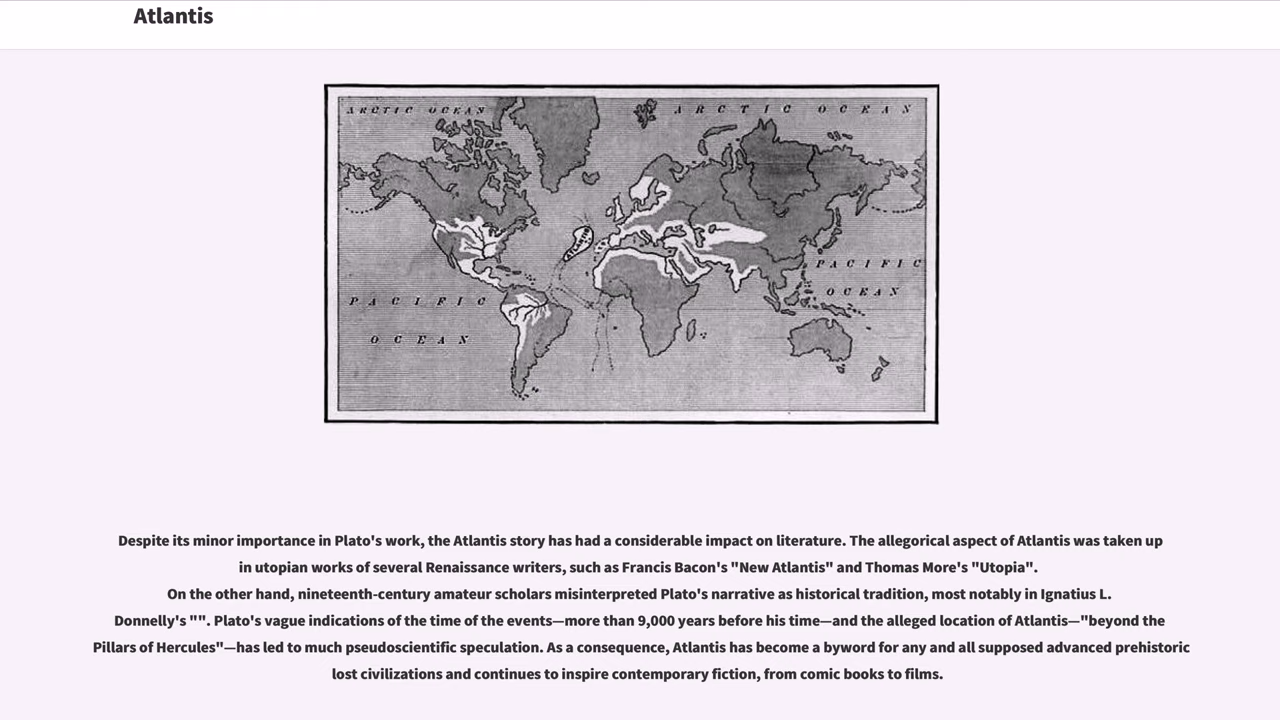 Atlantis
ARCTIC OCEAN
ARCTIC OCEAN
ATLANTIS
PACIFIC
OCEAN
PACIFIC
OCEAN
Despite its minor importance in Plato's work, the Atlantis story has had a considerable impact on literature. The allegorical aspect of Atlantis was taken up
in utopian works of several Renaissance writers, such as Francis Bacon's "New Atlantis" and Thomas More's "Utopia".
On the other hand, nineteenth-century amateur scholars misinterpreted Plato's narrative as historical tradition, most notably in Ignatius L.
Donnelly's "". Plato's vague indications of the time of the events—more than 9,000 years before his time—and the alleged location of Atlantis—"beyond the
Pillars of Hercules"—has led to much pseudoscientific speculation. As a consequence, Atlantis has become a byword for any and all supposed advanced prehistoric
lost civilizations and continues to inspire contemporary fiction, from comic books to films.